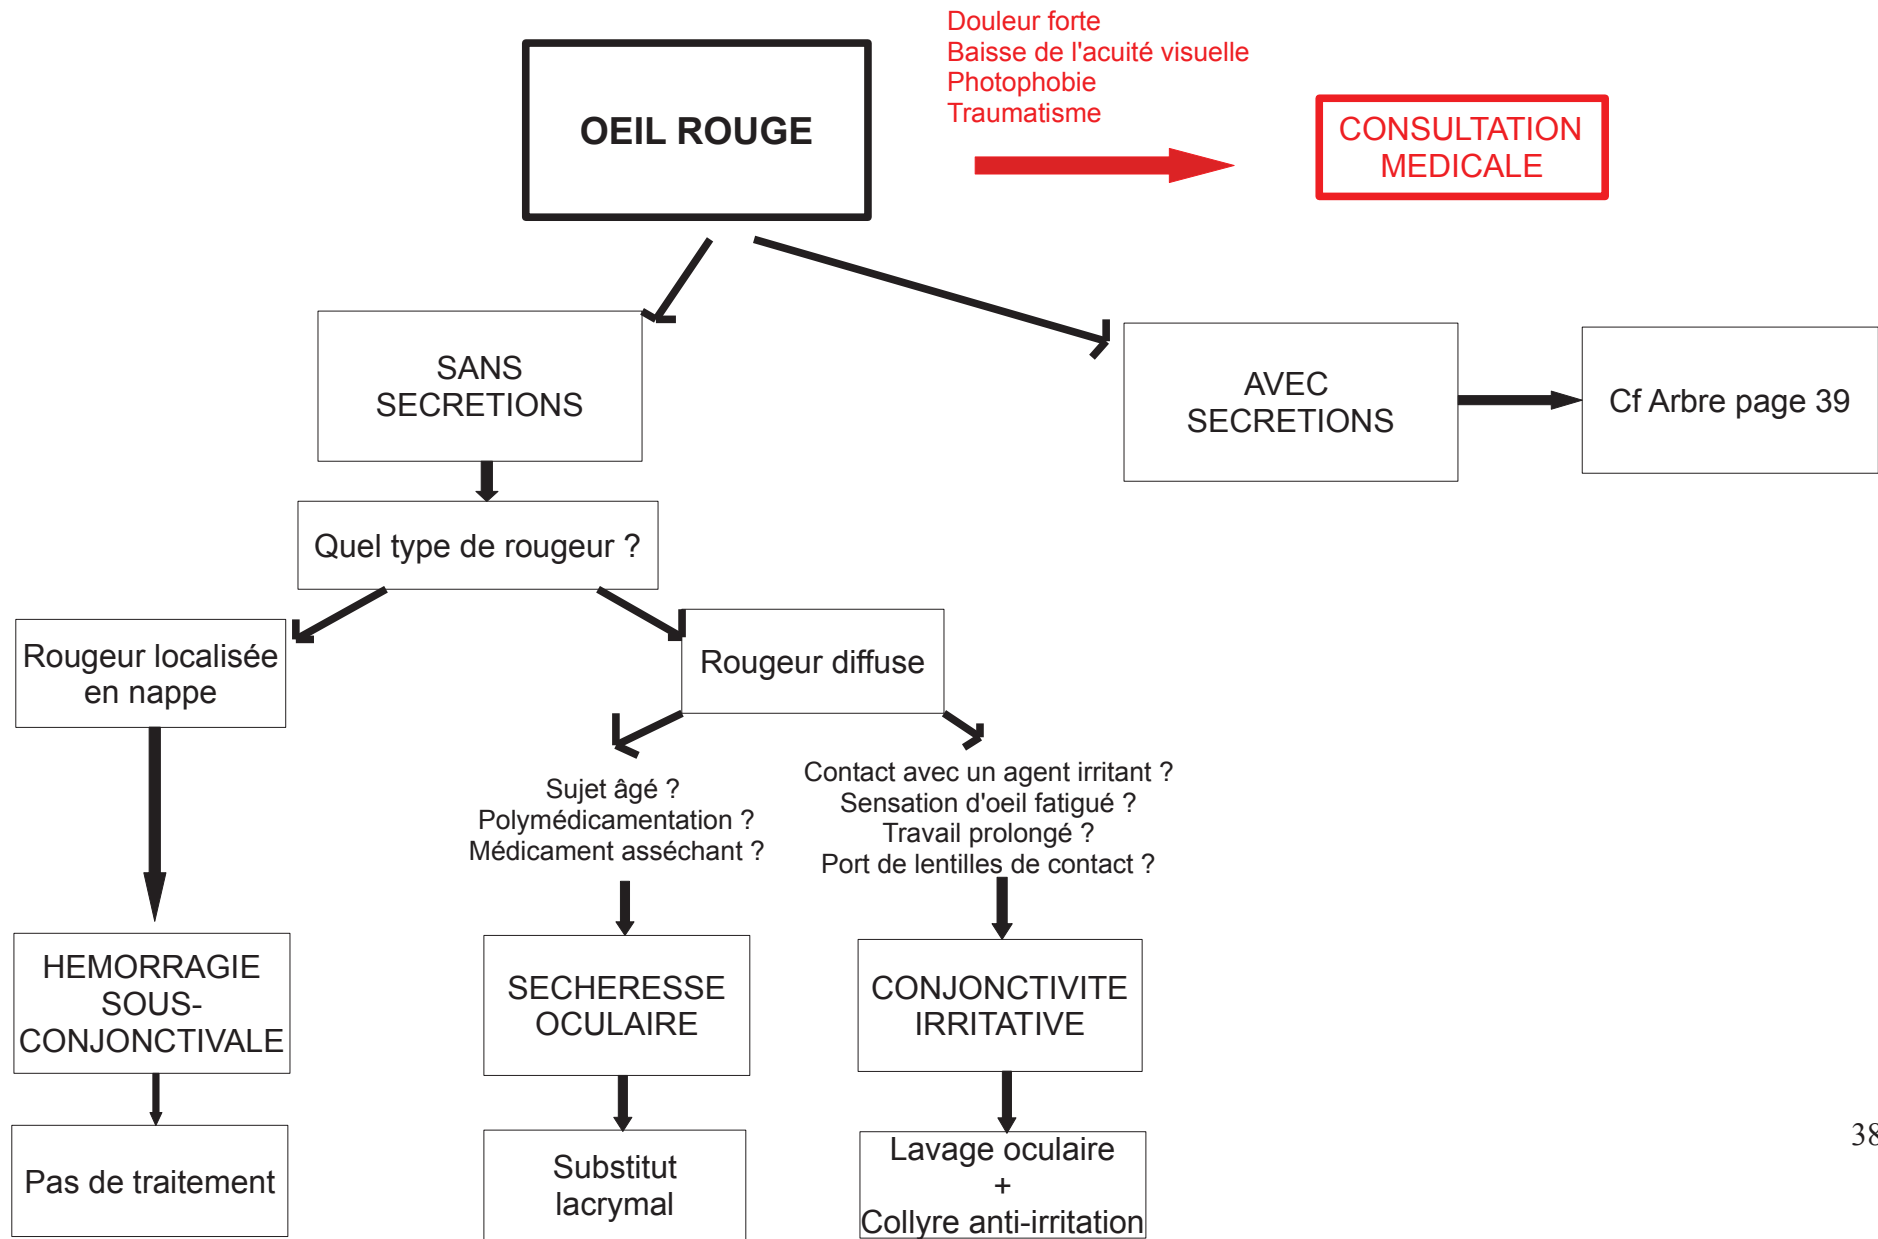 Douleur forte
Baisse de l'acuité visuelle
Photophobie
Traumatisme
OEIL ROUGE
CONSULTATION
MEDICALE
SANS
SECRETIONS
AVEC
SECRETIONS
Cf Arbre page 39
Quel type de rougeur ?
Rougeur localisée
en nappe
Rougeur diffuse
Sujet âgé ?
Polymédicamentation ?
Médicament asséchant ?
Contact avec un agent irritant ?
Sensation d'oeil fatigué ?
Travail prolongé ?
Port de lentilles de contact ?
HEMORRAGIE
SOUS-
CONJONCTIVALE
SECHERESSE
OCULAIRE
CONJONCTIVITE
IRRITATIVE
Pas de traitement
Substitut
lacrymal
Lavage oculaire
+
Collyre anti-irritation
38